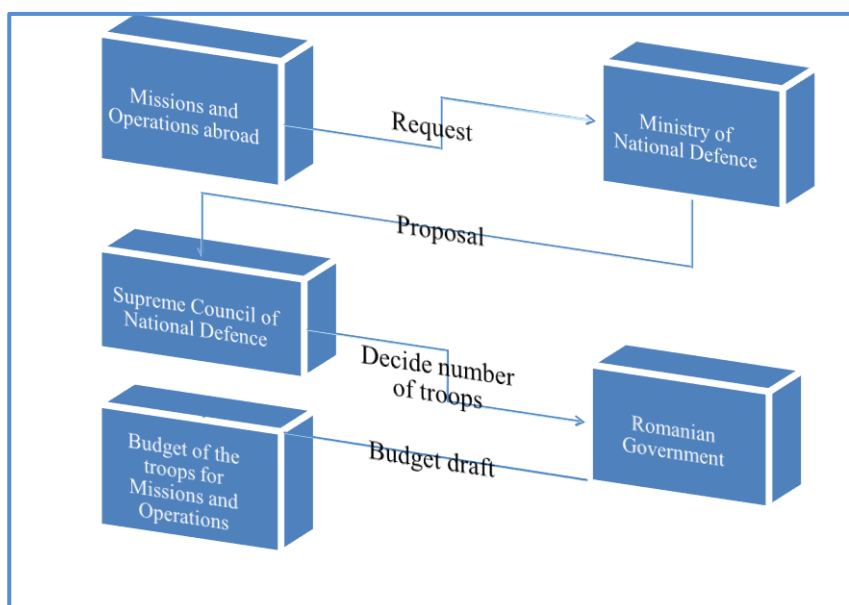 Missions and
Operations abroad
Request
Ministry of
National Defence
Proposal
Supreme Council of
National Defence
Decide number
of troops
Romanian
Government
Budget of the
troops for
Missions and
Operations
Budget draft